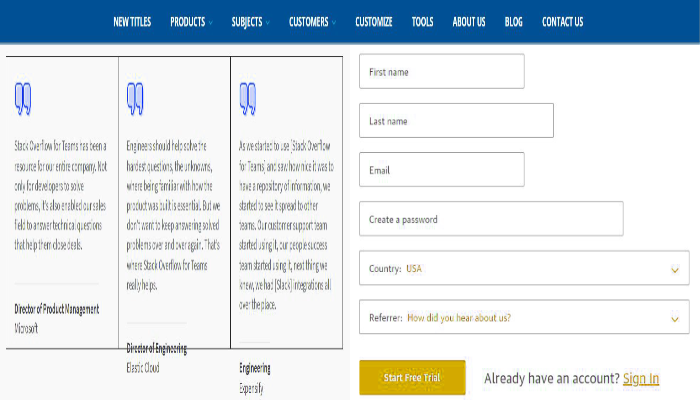 NEW TITLES PRODUCTS SUBJECTS CUSTOMERS CUSTOMIZE TOOLS ABOUT US BLOG CONTACT US
Stack Overflow for Teams has been a
resource for our entire company. Not
only for developers to solve
problems, it's also enabled our sales
field to answer technical questions
that help them close deals.
Director of Product Management
Microsoft
Engineers should help solve the
hardest questions, the unknowns,
where being familiar with how the
product was built is essential. But we
don't want to keep answering solved
problems over and over again. That's
where Stack Overflow for Teams
really helps.
Director of Engineering
Elastic Cloud
As we started to use [Stack Overflow
for Teams] and saw how nice it was to
have a repository of information, we
started to see it spread to other
teams. Our customer support team
started using it, our people success
team started using it, next thing we
knew, we had [Slack] integrations all
over the place.
Engineering
Expensify
First name
Last name
Email
Create a password
Country: USA
Referrer: How did you hear about us?
Start Free Trial
Already have an account? Sign In